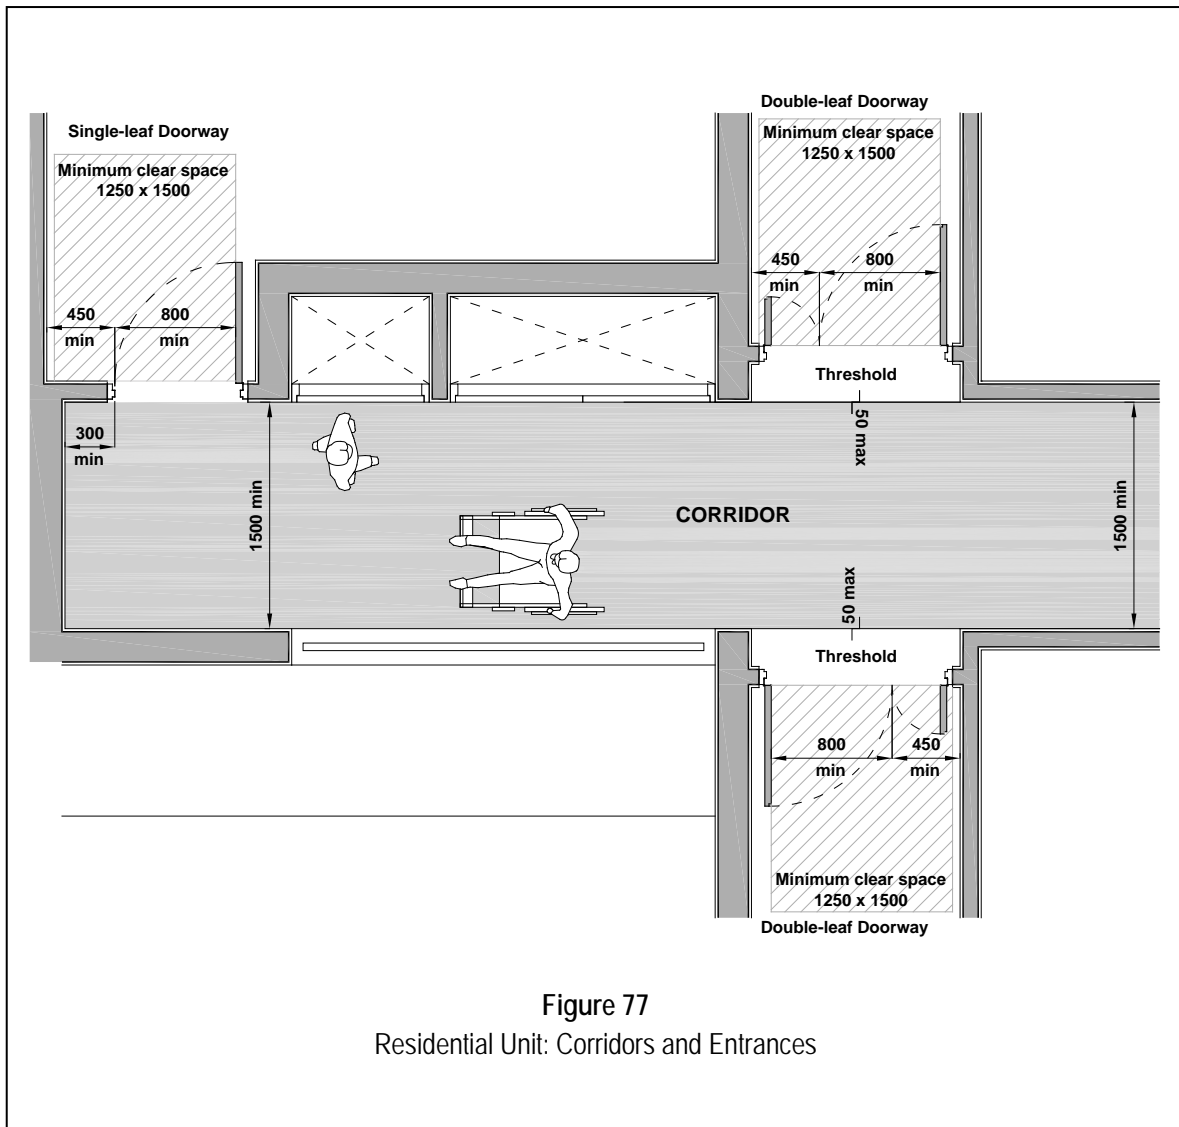 Double-leaf Doorway
Single-leaf Doorway
Minimum clear space
1250 x 1500
Minimum clear space
1250 x 1500
450
min
800
min
450
min
800
min
Threshold
50 max
300
min
1500 min
CORRIDOR
1500 min
50 max
Threshold
800
min
450
min
Minimum clear space
1250 x 1500
Double-leaf Doorway
Figure 77
Residential Unit: Corridors and Entrances